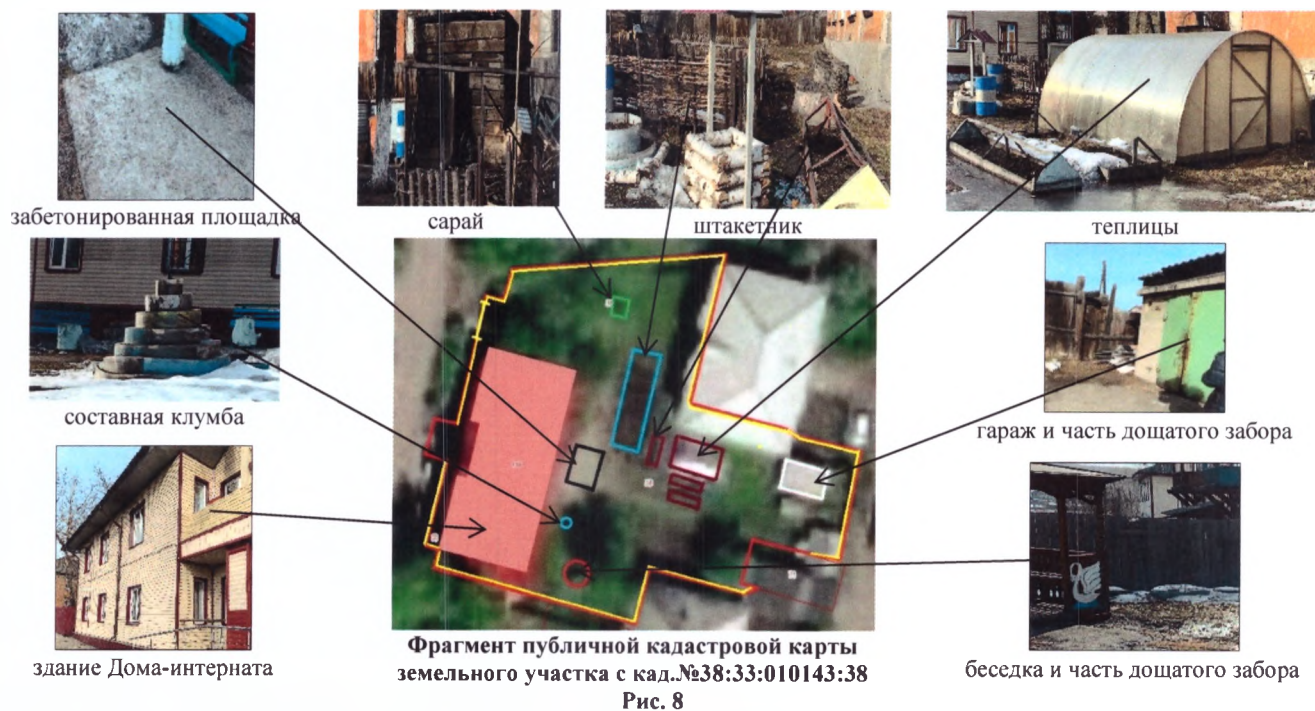 забетонированная площадка
сарай
штакетник
теплицы
составная клумба
гараж и часть дощатого забора
здание Дома-интерната
беседка и часть дощатого забора
Фрагмент публичной кадастровой карты
земельного участка с кад.№38:33:010143:38
Рис. 8